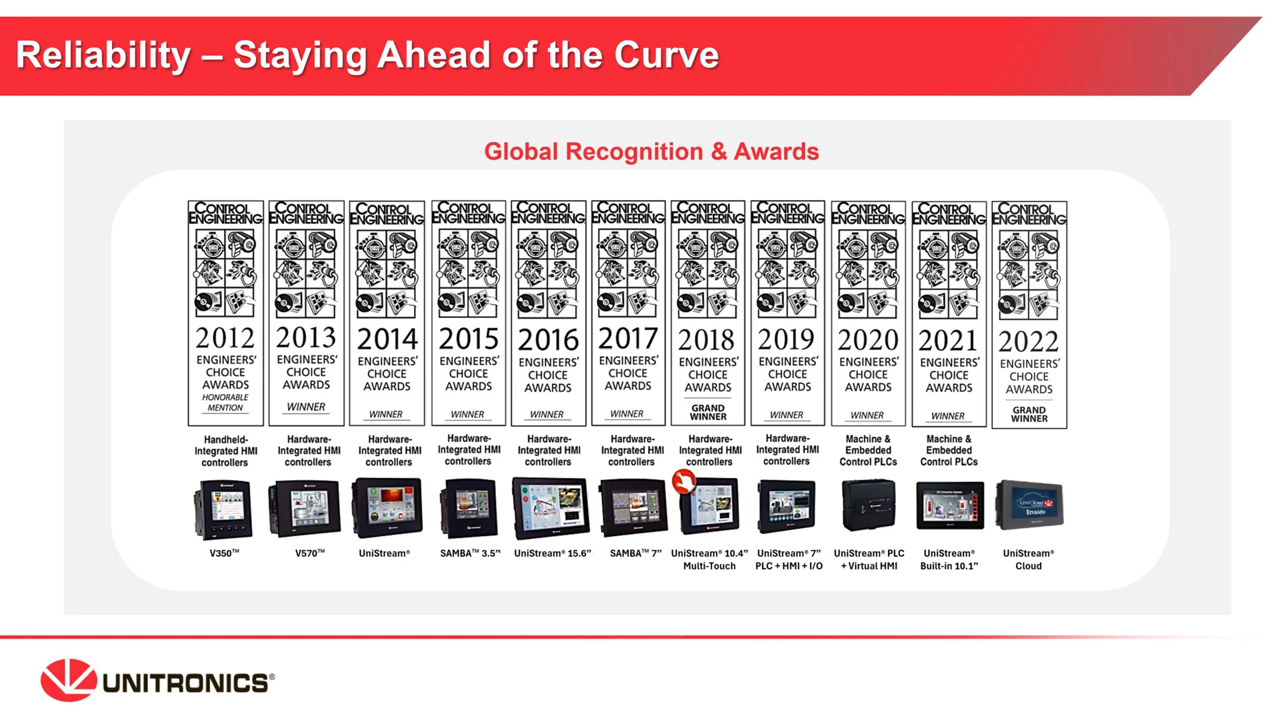 Reliability – Staying Ahead of the Curve
Global Recognition & Awards
CONTROL
ENGINEERING
2012
ENGINEERS’
CHOICE
AWARDS
HONORABLE
MENTION
Handheld-
Integrated HMI
controllers
V350™
CONTROL
ENGINEERING
2013
ENGINEERS’
CHOICE
AWARDS
WINNER
Hardware-
Integrated HMI
controllers
V570™
CONTROL
ENGINEERING
2014
ENGINEERS’
CHOICE
AWARDS
WINNER
Hardware-
Integrated HMI
controllers
UniStream®
CONTROL
ENGINEERING
2015
ENGINEERS’
CHOICE
AWARDS
WINNER
Hardware-
Integrated HMI
controllers
SAMBA™ 3.5”
CONTROL
ENGINEERING
2016
ENGINEERS’
CHOICE
AWARDS
WINNER
Hardware-
Integrated HMI
controllers
UniStream® 15.6”
CONTROL
ENGINEERING
2017
ENGINEERS’
CHOICE
AWARDS
WINNER
Hardware-
Integrated HMI
controllers
SAMBA™ 7”
CONTROL
ENGINEERING
2018
ENGINEERS’
CHOICE
AWARDS
GRAND
WINNER
Hardware-
Integrated HMI
controllers
UniStream® 10.4”
Multi-Touch
CONTROL
ENGINEERING
2019
ENGINEERS’
CHOICE
AWARDS
WINNER
Hardware-
Integrated HMI
controllers
UniStream® 7”
PLC + HMI + I/O
CONTROL
ENGINEERING
2020
ENGINEERS’
CHOICE
AWARDS
WINNER
Machine &
Embedded
Control PLCs
UniStream® PLC
+ Virtual HMI
CONTROL
ENGINEERING
2021
ENGINEERS’
CHOICE
AWARDS
WINNER
Machine &
Embedded
Control PLCs
UniStream®
Built-in 10.1”
CONTROL
ENGINEERING
2022
ENGINEERS’
CHOICE
AWARDS
GRAND
WINNER
UniCloud
Inside
UniStream®
Cloud
UNITRONICS®